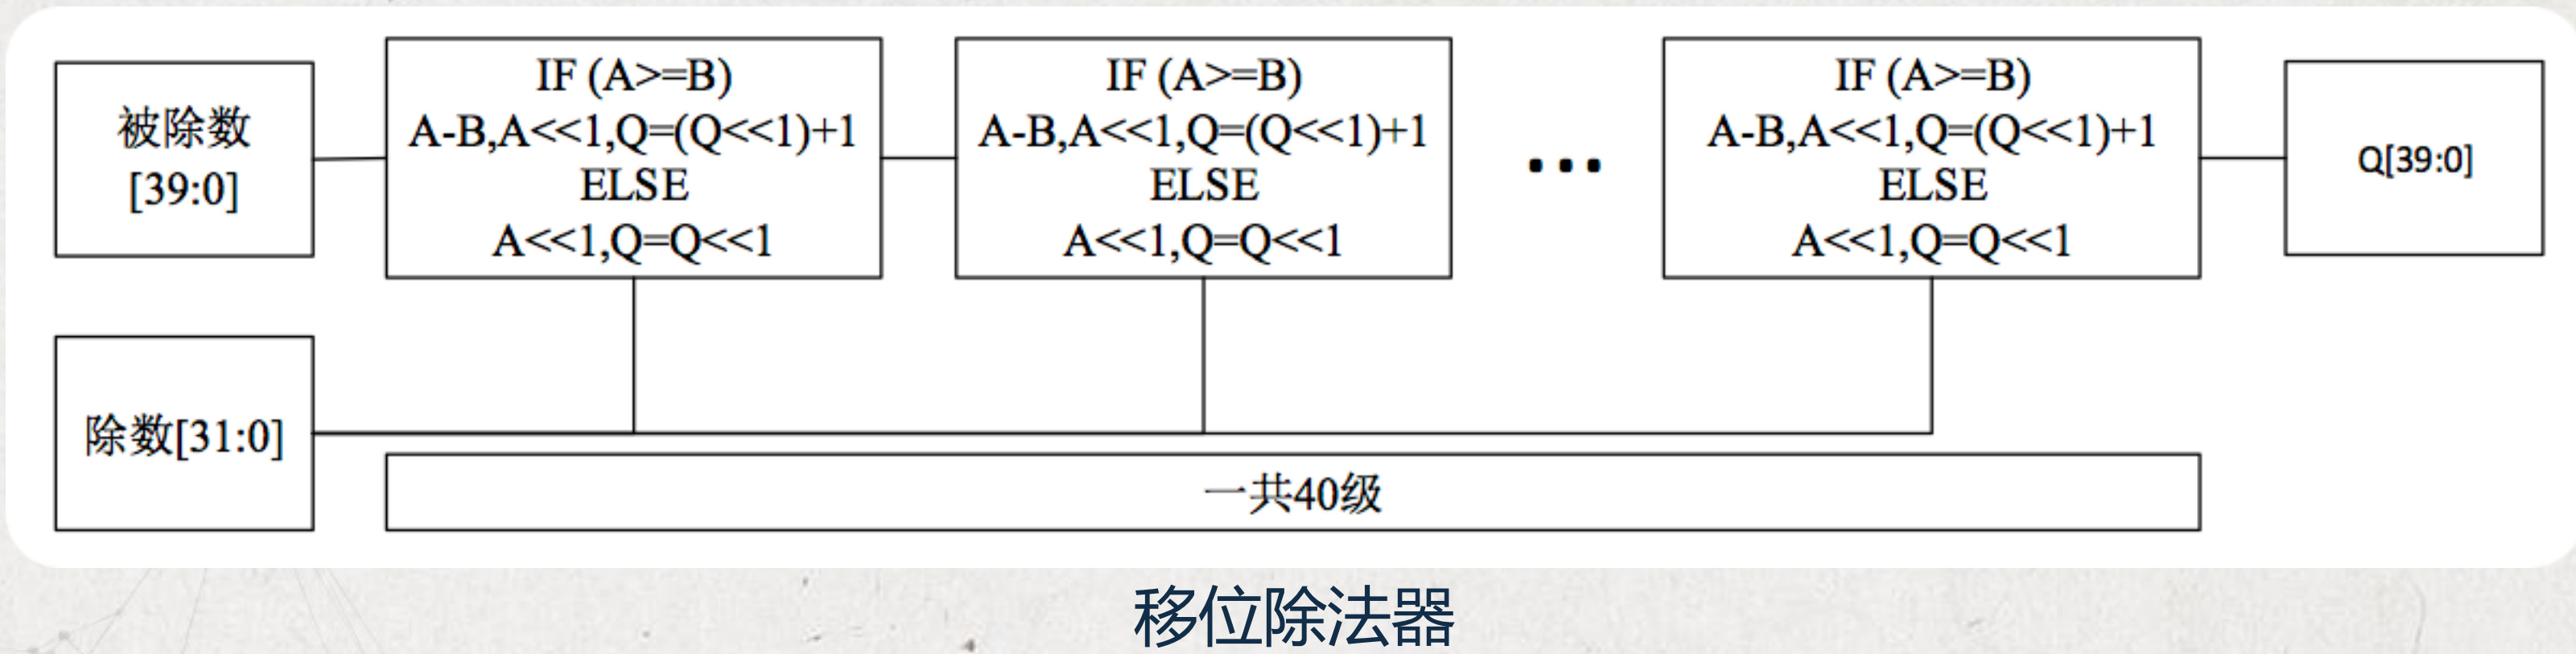 被除数
[39:0]
IF (A>=B)
A-B,A<<1,Q=(Q<<1)+1
ELSE
A<<1,Q=Q<<1
IF (A>=B)
A-B,A<<1,Q=(Q<<1)+1
ELSE
A<<1,Q=Q<<1
...
IF (A>=B)
A-B,A<<1,Q=(Q<<1)+1
ELSE
A<<1,Q=Q<<1
Q[39:0]
除数[31:0]
一共40级
移位除法器